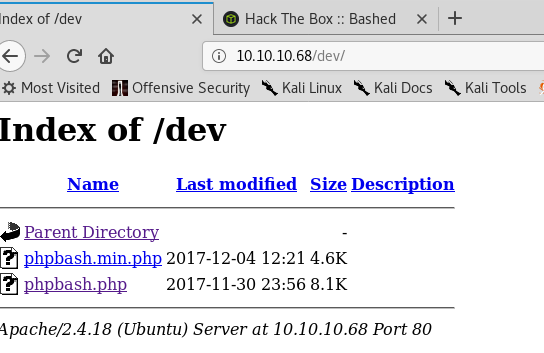 Index of /dev
Hack The Box :: Bashed
10.10.10.68/dev/
Most Visited Offensive Security Kali Linux Kali Docs Kali Tools
Index of /dev
Name Last modified Size Description
Parent Directory -
phpbash.min.php 2017-12-04 12:21 4.6K
phpbash.php 2017-11-30 23:56 8.1K
Apache/2.4.18 (Ubuntu) Server at 10.10.10.68 Port 80